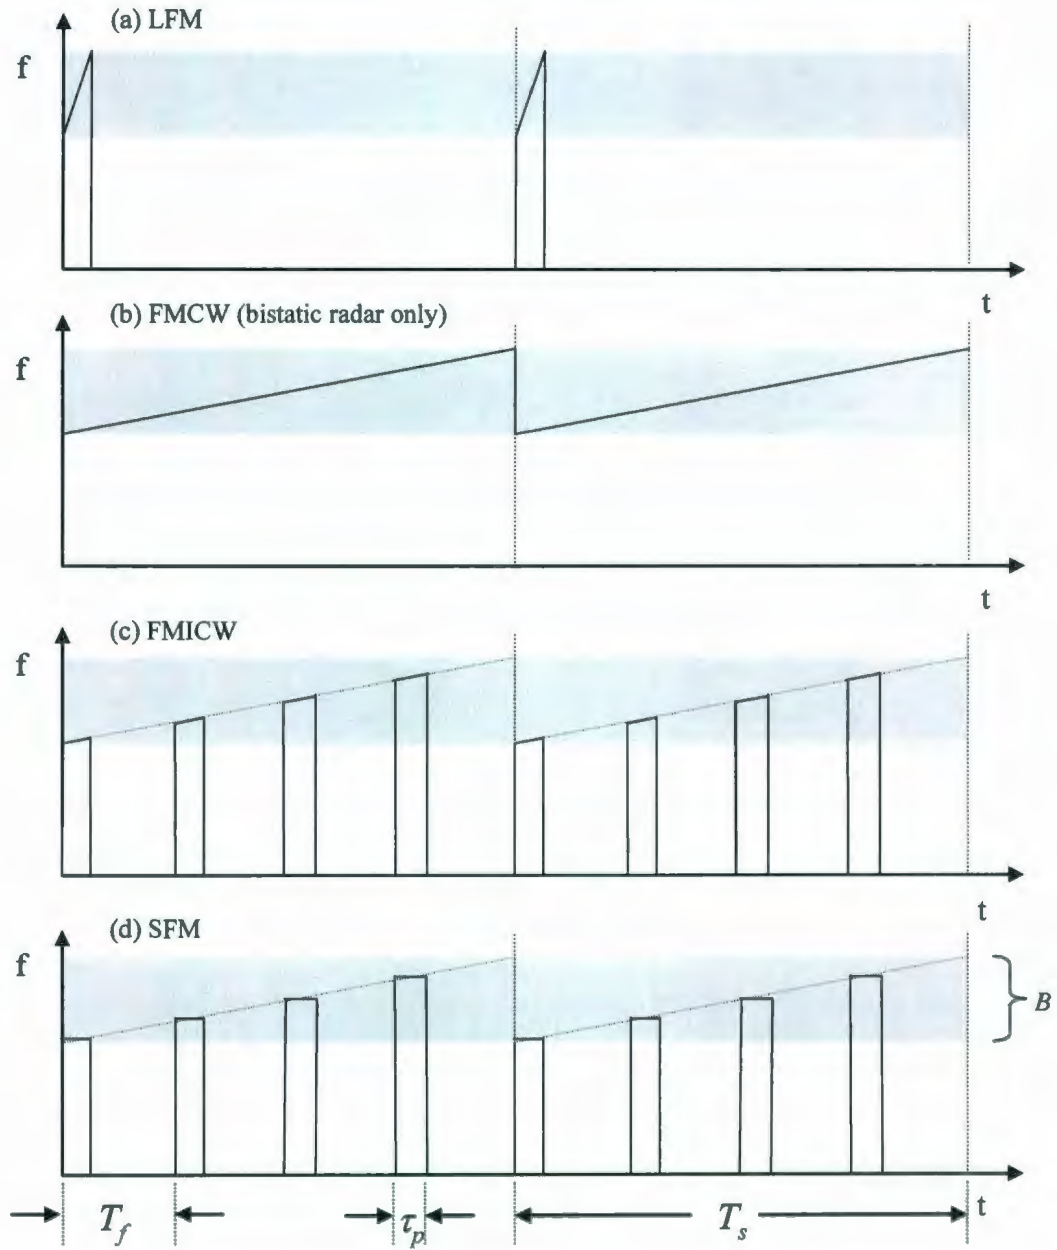 (a) LFM
f
t
(b) FMCW (bistatic radar only)
f
t
(c) FMICW
f
t
(d) SFM
f
B
t
T_f
τ_p
T_s